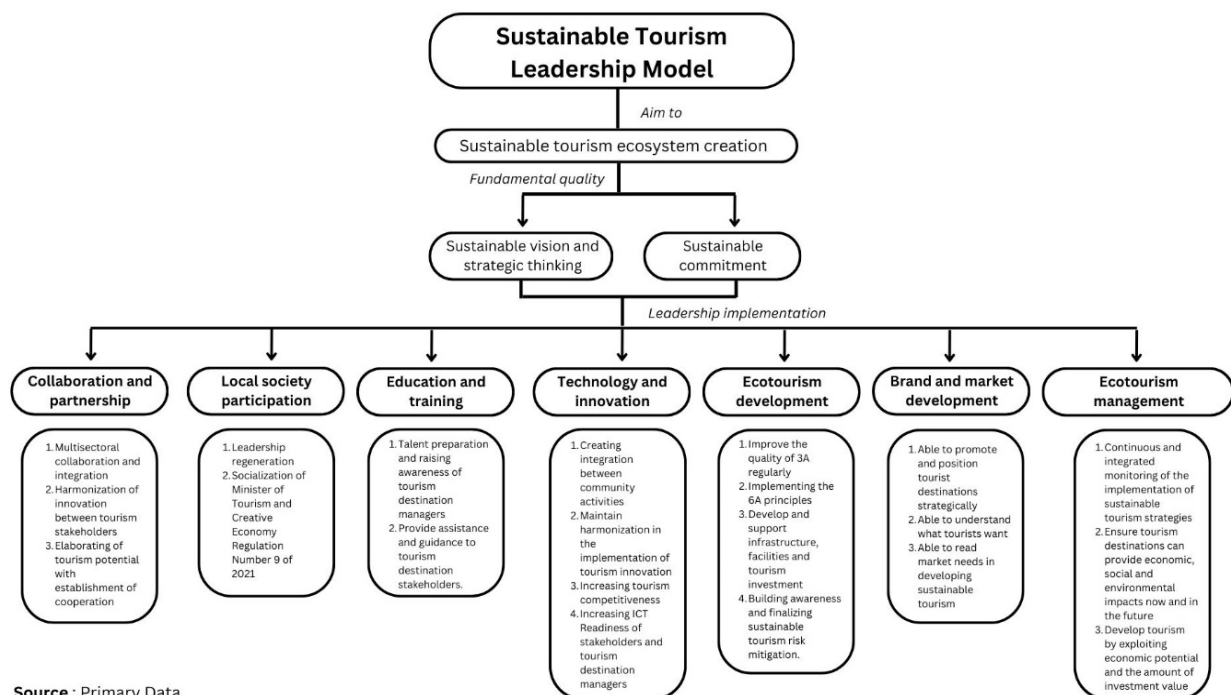 Sustainable Tourism
Leadership Model
Aim to
Sustainable tourism ecosystem creation
Fundamental quality
Sustainable vision and
strategic thinking
Sustainable
commitment
Leadership implementation
Collaboration and
partnership
1. Multisectoral
collaboration and
integration
2. Harmonization of
innovation
between tourism
stakeholders
3. Elaborating of
tourism potential
with
establishment of
cooperation
Local society
participation
1. Leadership
regeneration
2. Socialization of
Minister of
Tourism and
Creative
Economy
Regulation
Number 9 of
2021
Education and
training
1. Talent preparation
and raising
awareness of
tourism
destination
managers
2. Provide assistance
and guidance to
tourism
destination
stakeholders.
Technology and
innovation
1. Creating
integration
between
community
activities
2. Maintain
harmonization in
the
implementation of
tourism innovation
3. Increasing tourism
competitiveness
4. Increasing ICT
Readiness of
stakeholders and
tourism
destination
managers
Ecotourism
development
1. Improve the
quality of 3A
regularly
2. Implementing the
6A principles
3. Develop and
support
infrastructure,
facilities and
tourism
investment
4. Building awareness
and finalizing
sustainable
tourism risk
mitigation.
Brand and market
development
1. Able to promote
and position
tourist
destinations
strategically
2. Able to understand
what tourists want
3. Able to read
market needs in
developing
sustainable
tourism
Ecotourism
management
1. Continuous and
integrated
monitoring of the
implementation of
sustainable
tourism strategies
2. Ensure tourism
destinations can
provide economic,
social and
environmental
impacts now and in
the future
3. Develop tourism
by exploiting
economic potential
and the amount of
investment value
Source : Primary Data